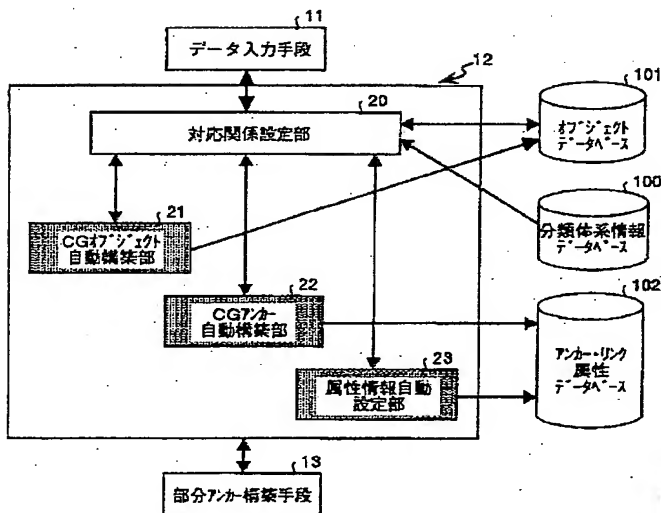 11
データ入力手段
12
20
対応関係設定部
101
オブジェクト
データベース
21
CGオブジェクト
自動構築部
100
分類体系情報
データベース
22
CGアンカー
自動構築部
102
アンカー・リンク
属性
データベース
23
属性情報自動
設定部
13
部分アンカー構築手段